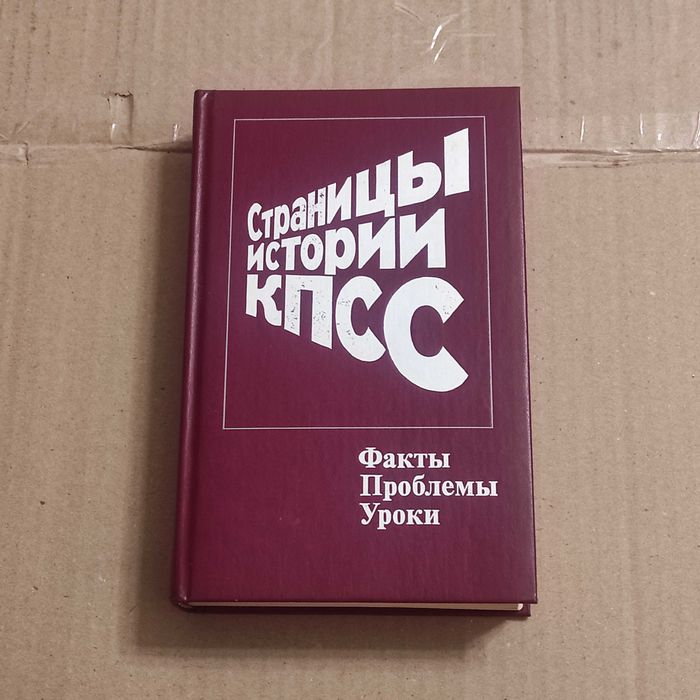 Страницы
истории
КПСС
Факты
Проблемы
Уроки